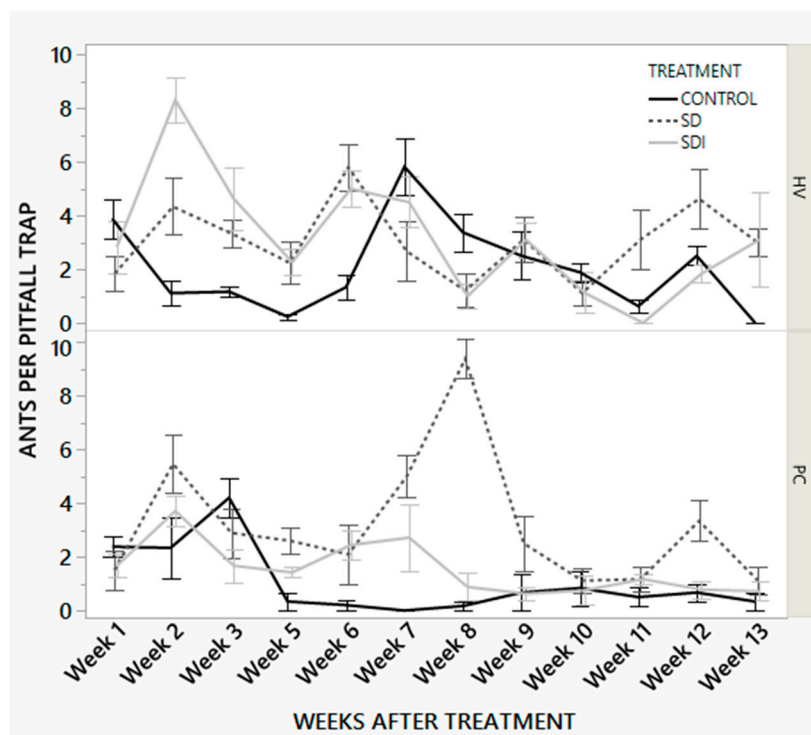 ANTS PER PITFALL TRAP
10
8
6
4
2
0
TREATMENT
CONTROL
SD
SDI
HV
10
8
6
4
2
0
PC
Week 1
Week 2
Week 3
Week 5
Week 6
Week 7
Week 8
Week 9
Week 10
Week 11
Week 12
Week 13
WEEKS AFTER TREATMENT